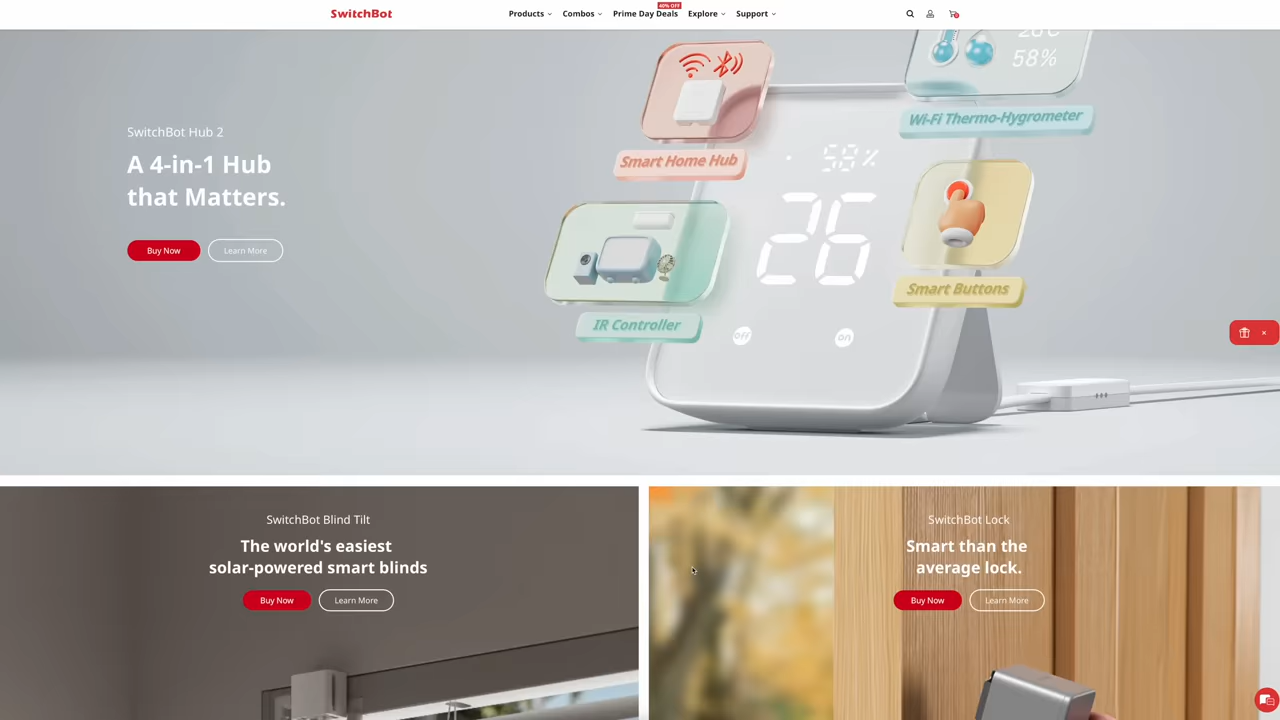 SwitchBot
Products
Combos
40% OFF
Prime Day Deals
Explore
Support
SwitchBot Hub 2
A 4-in-1 Hub
that Matters.
Buy Now
Learn More
Smart Home Hub
IR Controller
26°C
58%
Wi-Fi Thermo-Hygrometer
Smart Buttons
59%
26
off
on
SwitchBot Blind Tilt
The world's easiest
solar-powered smart blinds
Buy Now
Learn More
SwitchBot Lock
Smart than the
average lock.
Buy Now
Learn More